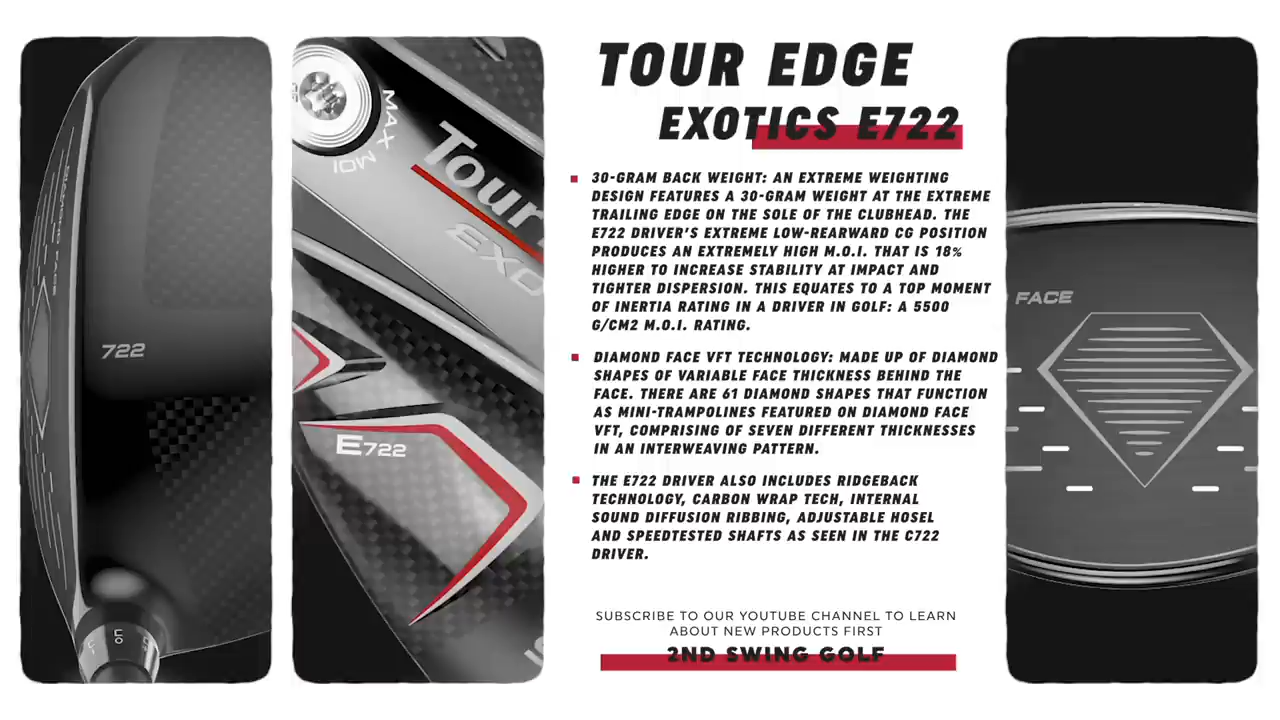 TOUR EDGE
EXOTICS E722
30-GRAM BACK WEIGHT: AN EXTREME WEIGHTING
DESIGN FEATURES A 30-GRAM WEIGHT AT THE EXTREME
TRAILING EDGE ON THE SOLE OF THE CLUBHEAD. THE
E722 DRIVER'S EXTREME LOW-REARWARD CG POSITION
PRODUCES AN EXTREMELY HIGH M.O.I. THAT IS 18%
HIGHER TO INCREASE STABILITY AT IMPACT AND
TIGHTER DISPERSION. THIS EQUATES TO A TOP MOMENT
OF INERTIA RATING IN A DRIVER IN GOLF: A 5500
G/CM2 M.O.I. RATING.
DIAMOND FACE VFT TECHNOLOGY: MADE UP OF DIAMOND
SHAPES OF VARIABLE FACE THICKNESS BEHIND THE
FACE. THERE ARE 61 DIAMOND SHAPES THAT FUNCTION
AS MINI-TRAMPOLINES FEATURED ON DIAMOND FACE
VFT, COMPRISING OF SEVEN DIFFERENT THICKNESSES
IN AN INTERWEAVING PATTERN.
THE E722 DRIVER ALSO INCLUDES RIDGEBACK
TECHNOLOGY, CARBON WRAP TECH, INTERNAL
SOUND DIFFUSION RIBBING, ADJUSTABLE HOSEL
AND SPEEDTESTED SHAFTS AS SEEN IN THE C722
DRIVER.
SUBSCRIBE TO OUR YOUTUBE CHANNEL TO LEARN
ABOUT NEW PRODUCTS FIRST
2ND SWING GOLF
722
MAX
MOI
Tour
EXO
E722
FACE